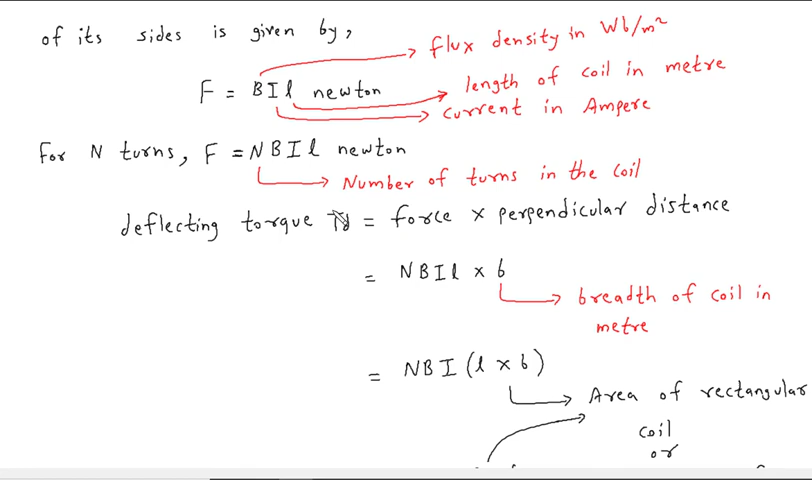 of its sides is given by,
flux density in Wb/m²
F = BIl newton
length of coil in metre
current in Ampere
For N turns, F = NBIl newton
Number of turns in the coil
deflecting torque Td = force × perpendicular distance
= NBIl × b
breadth of coil in
metre
= NBI(l × b)
Area of rectangular
coil
or